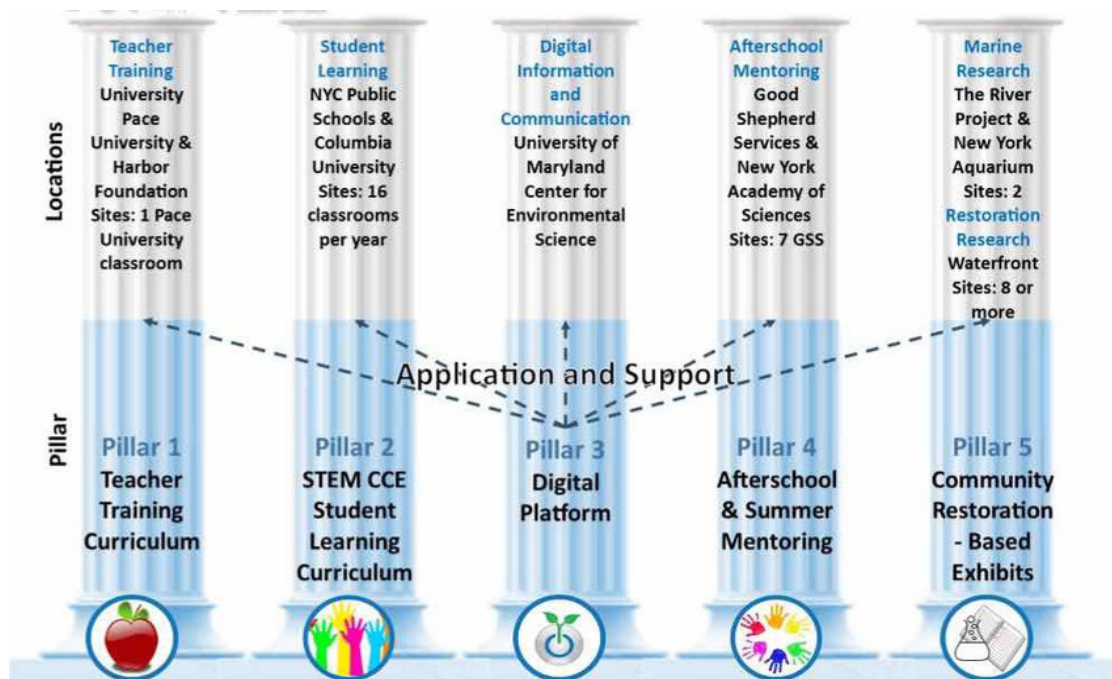 Locations
Teacher
Training
University
Pace
University &
Harbor
Foundation
Sites: 1 Pace
University
classroom
Student
Learning
NYC Public
Schools &
Columbia
University
Sites: 16
classrooms
per year
Digital
Information
and
Communication
University of
Maryland
Center for
Environmental
Science
Afterschool
Mentoring
Good
Shepherd
Services &
New York
Academy of
Sciences
Sites: 7 GSS
Marine
Research
The River
Project &
New York
Aquarium
Sites: 2
Restoration
Research
Waterfront
Sites: 8 or
more
Application and Support
Pillar
Pillar 1
Teacher
Training
Curriculum
Pillar 2
STEM CCE
Student
Learning
Curriculum
Pillar 3
Digital
Platform
Pillar 4
Afterschool
& Summer
Mentoring
Pillar 5
Community
Restoration
- Based
Exhibits